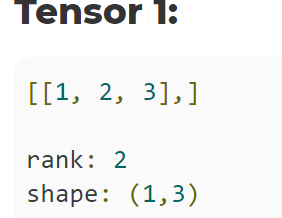 Tensor 1:
[[1, 2, 3],]
rank: 2
shape: (1,3)